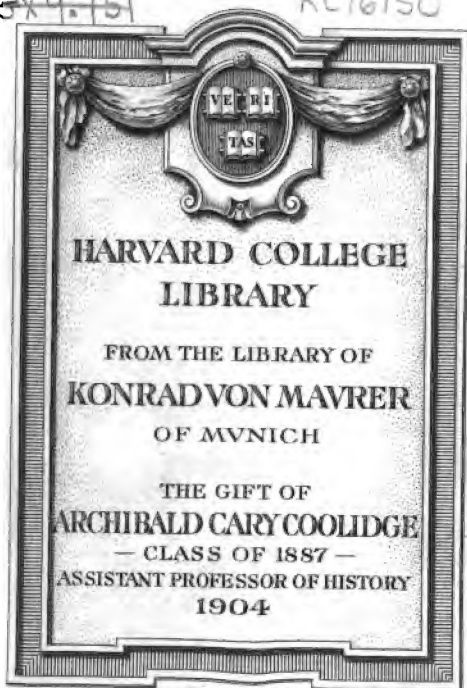 KC16150
VE RI
TAS
HARVARD COLLEGE
LIBRARY
FROM THE LIBRARY OF
KONRAD VON MAVRER
OF MVNICH
THE GIFT OF
ARCHIBALD CARY COOLIDGE
— CLASS OF 1887 —
ASSISTANT PROFESSOR OF HISTORY
1904